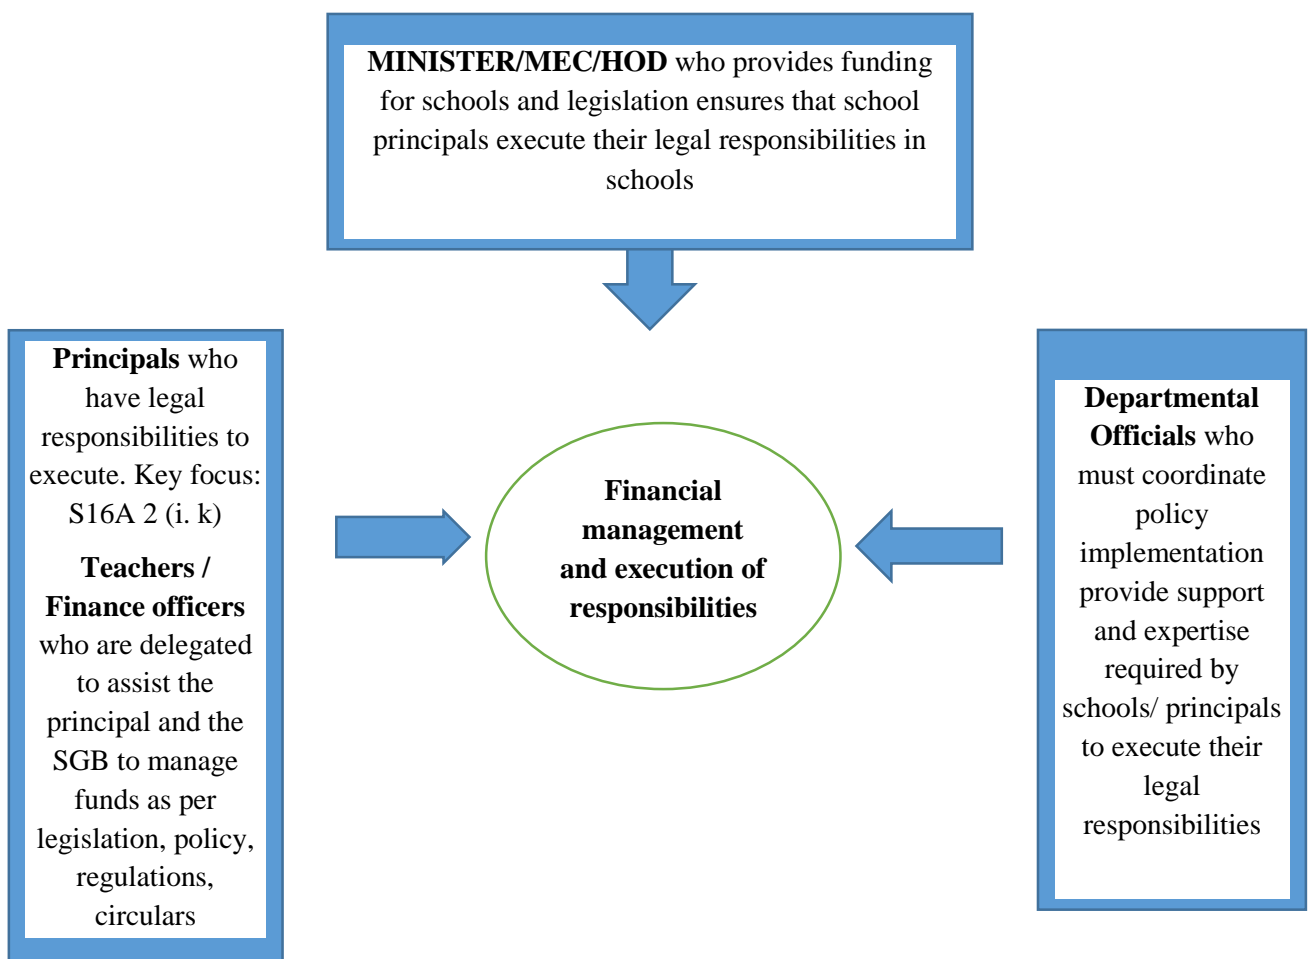 MINISTER/MEC/HOD who provides funding
for schools and legislation ensures that school
principals execute their legal responsibilities in
schools
Principals who
have legal
responsibilities to
execute. Key focus:
S16A 2 (i. k)
Teachers /
Finance officers
who are delegated
to assist the
principal and the
SGB to manage
funds as per
legislation, policy,
regulations,
circulars
Financial
management
and execution of
responsibilities
Departmental
Officials who
must coordinate
policy
implementation
provide support
and expertise
required by
schools/ principals
to execute their
legal
responsibilities